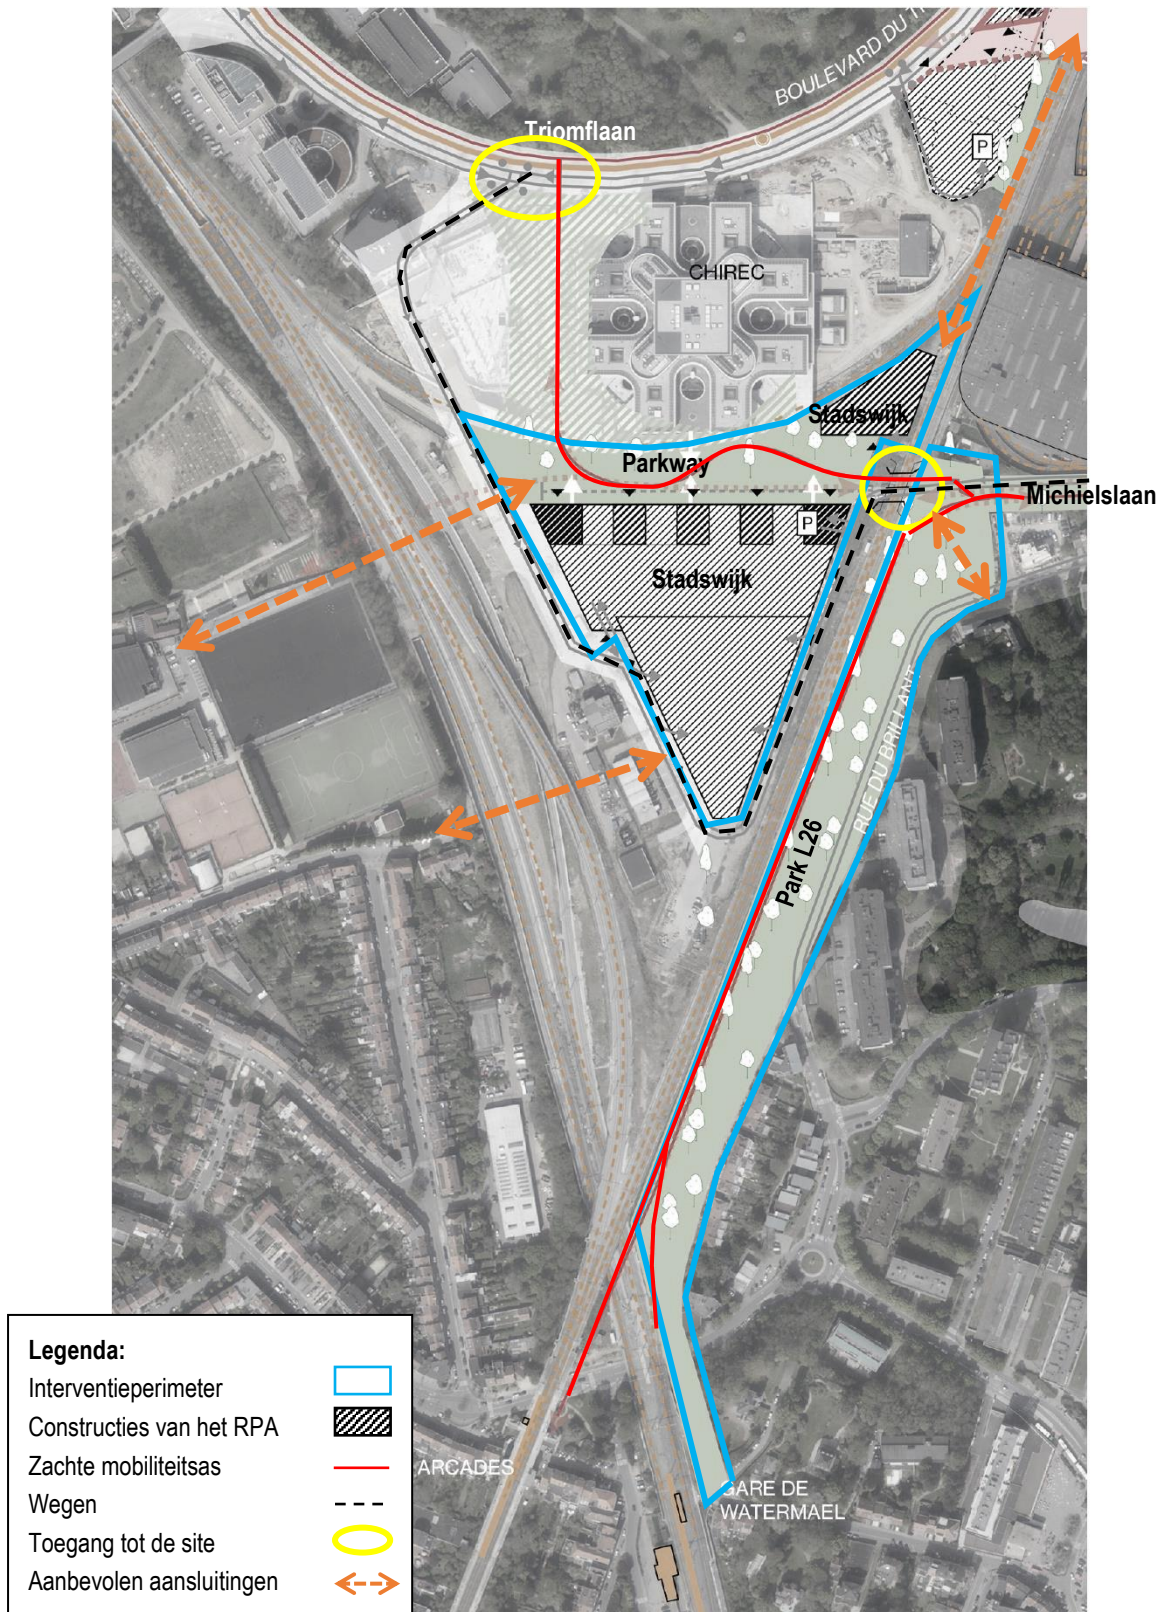 BOULEVARD DU T
Triomflaan
P
CHIREC
Stadswijk
Parkway
Michielslaan
P
Stadswijk
RUE DU BRILLANT
Park L26
Legenda:
Interventieperimeter
Constructies van het RPA
Zachte mobiliteitsas
Wegen
Toegang tot de site
Aanbevolen aansluitingen
ARCADES
GARE DE
WATERMAEL